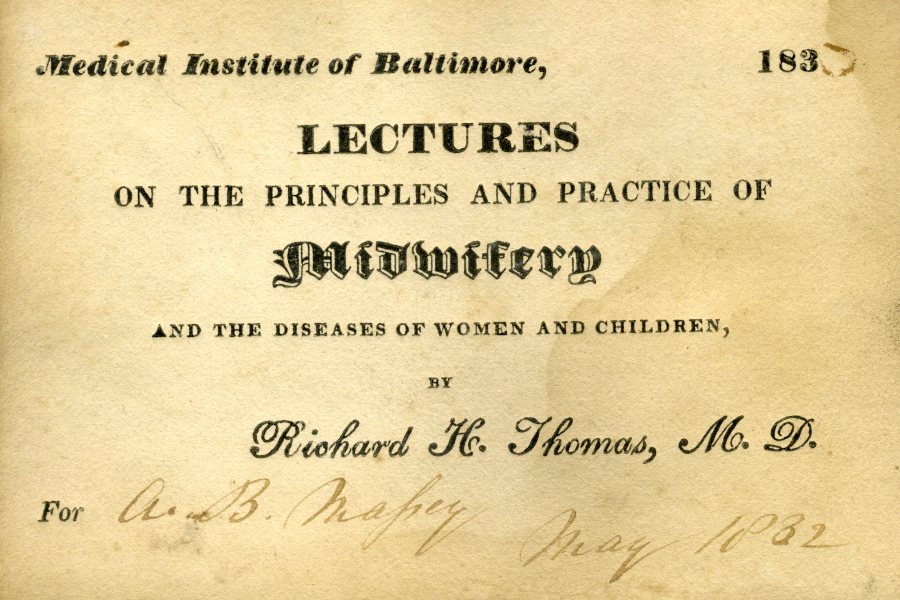 Medical Institute of Baltimore, 183
LECTURES
ON THE PRINCIPLES AND PRACTICE OF
Midwifery
AND THE DISEASES OF WOMEN AND CHILDREN,
BY
Richard H. Thomas, M. D.
For A. B. Maſsey May 1832